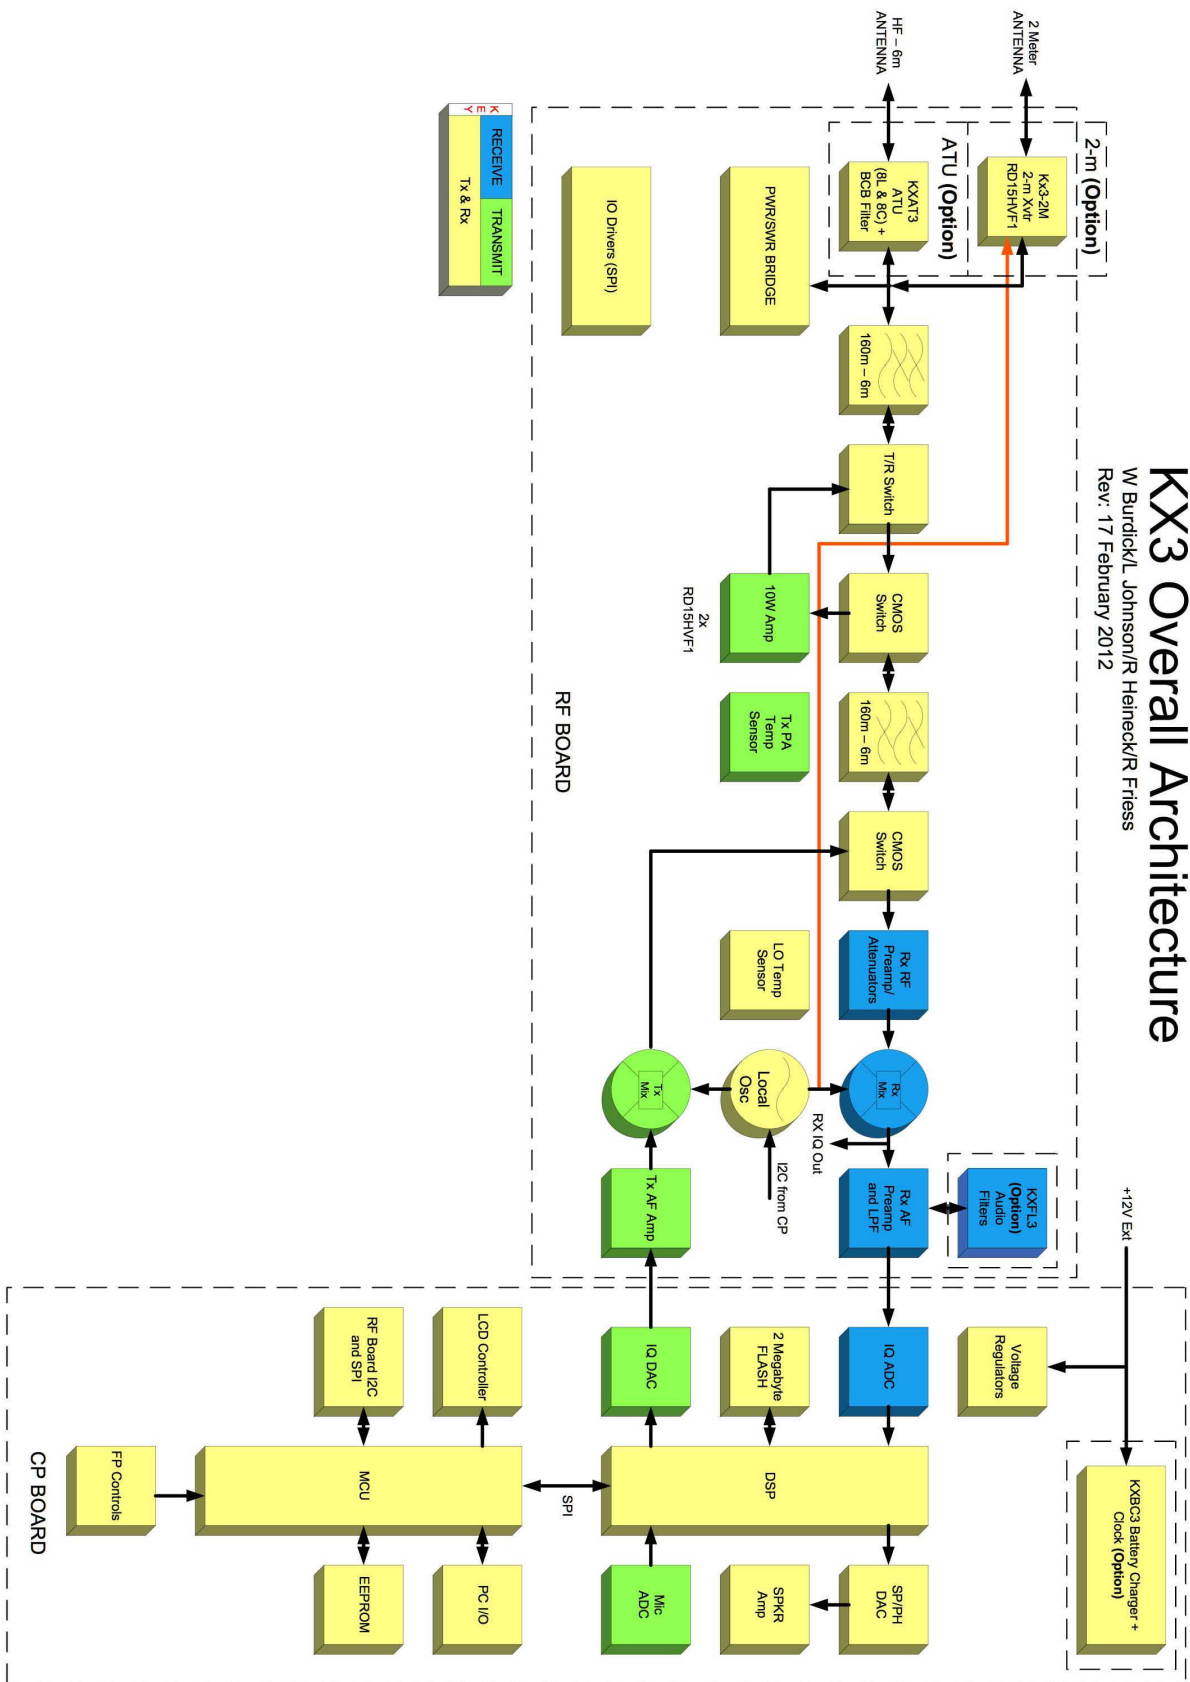 KX3 Overall Architecture
W Burdick/L Johnson/R Heineck/R Friess
Rev: 17 February 2012
2 Meter
ANTENNA
2-m (Option)
Kx3-2M
2-m Xvtr
RD15HVF1
HF – 6m
ANTENNA
ATU (Option)
KXAT3
ATU
(8L & 8C) +
BCB Filter
PWR/SWR BRIDGE
IO Drivers (SPI)
160m – 6m
T/R Switch
CMOS
Switch
10W Amp
2x
RD15HVF1
160m – 6m
Tx PA
Temp
Sensor
CMOS
Switch
Rx RF
Preamp/
Attenuators
LO Temp
Sensor
Rx
Mix
Local
Osc
Tx
Mix
RX IQ Out
I2C from CP
KXFL3
(Option)
Audio
Filters
Rx AF
Preamp
and LPF
Tx AF Amp
RF BOARD
+12V Ext
Voltage
Regulators
KXBC3 Battery Charger +
Clock (Option)
IQ ADC
2 Megabyte
FLASH
IQ DAC
LCD Controller
RF Board I2C
and SPI
DSP
SPI
MCU
FP Controls
SP/PH
DAC
SPKR
Amp
Mic
ADC
PC I/O
EEPROM
CP BOARD
KEY
RECEIVE
TRANSMIT
Tx & Rx